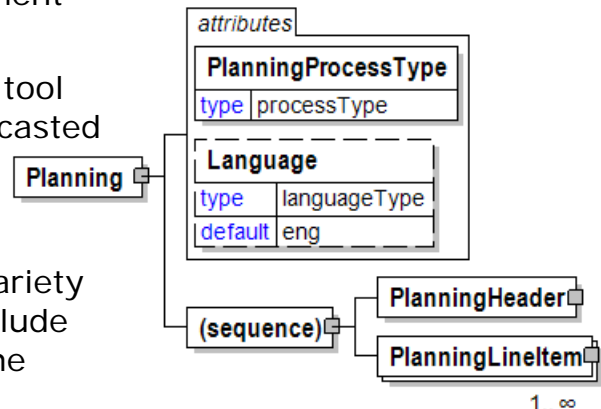 ment
tool
casted
ariety
lude
ne
attributes
PlanningProcessType
type processType
Language
type languageType
default eng
Planning
(sequence)
PlanningHeader
PlanningLineItem
1..∞